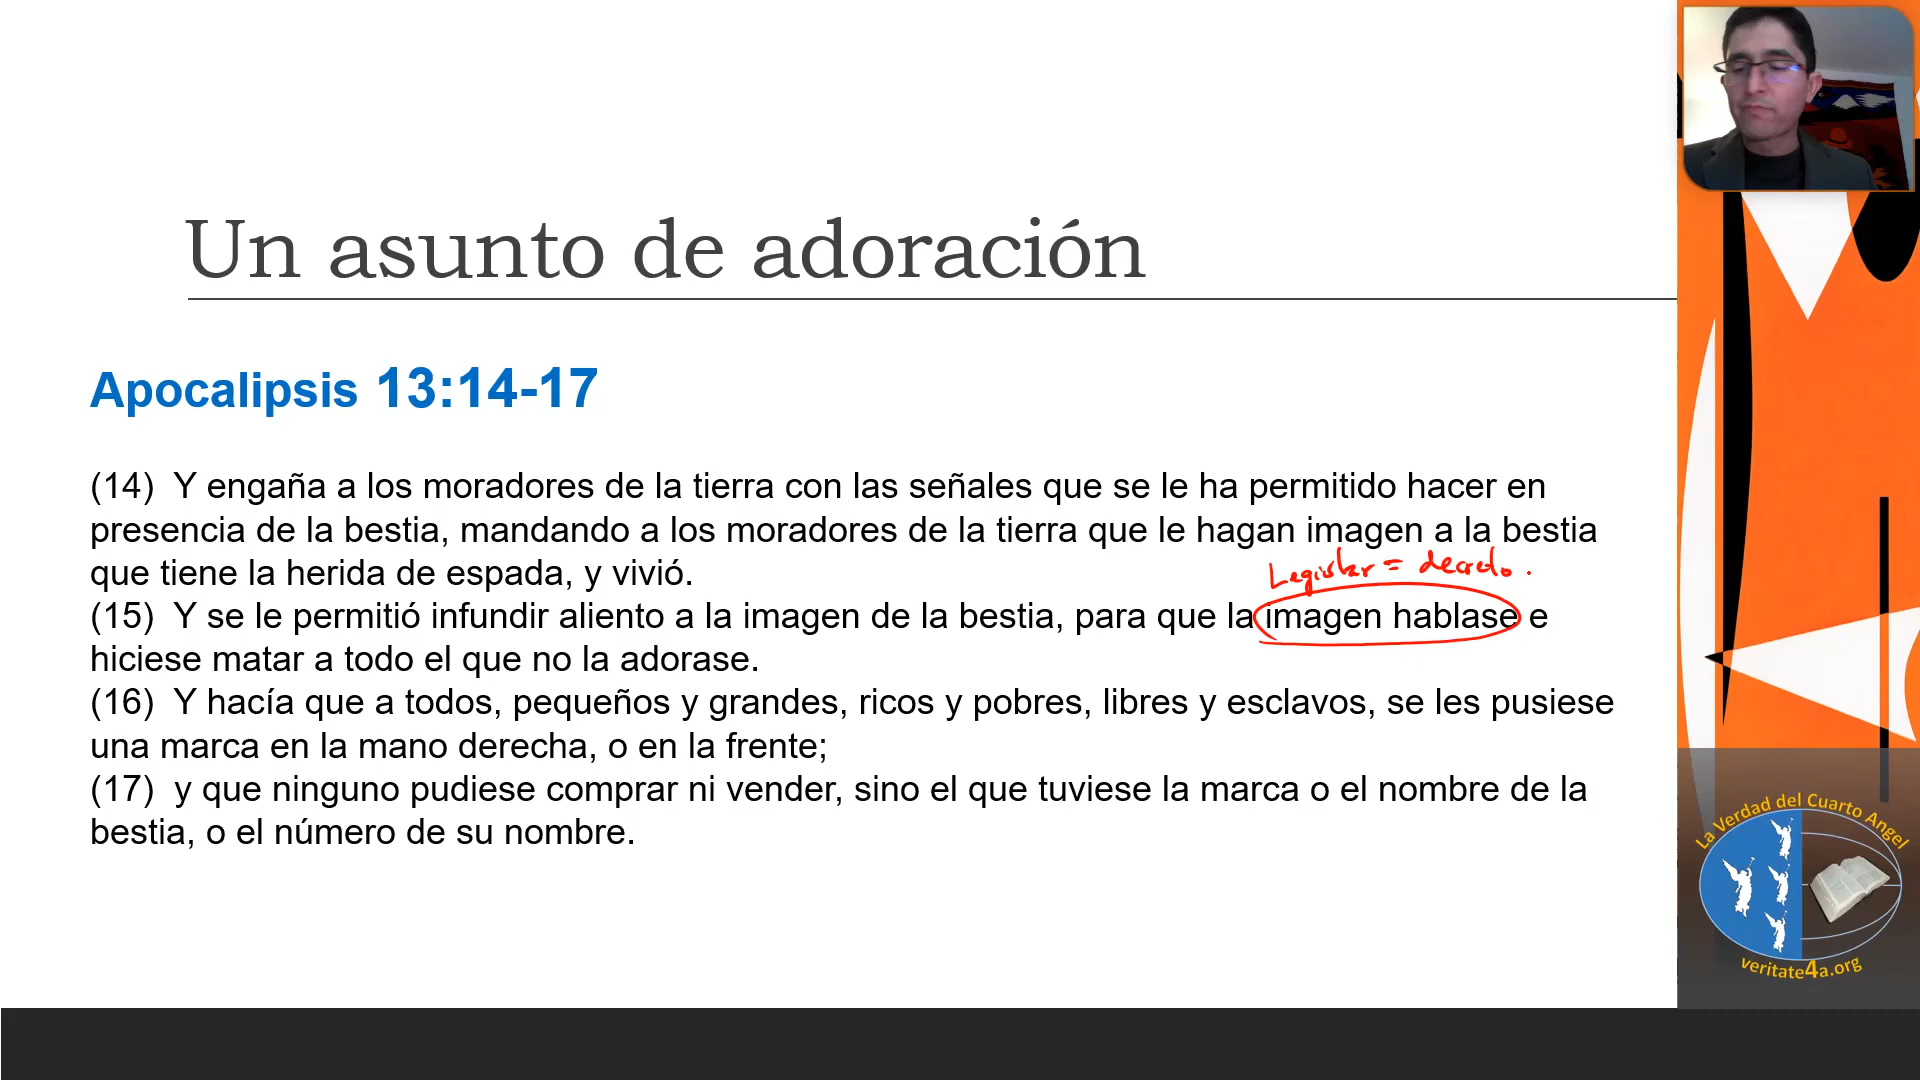 Un asunto de adoración
Apocalipsis 13:14-17
(14) Y engaña a los moradores de la tierra con las señales que se le ha permitido hacer en
presencia de la bestia, mandando a los moradores de la tierra que le hagan imagen a la bestia
que tiene la herida de espada, y vivió.
Legislar = decreto.
(15) Y se le permitió infundir aliento a la imagen de la bestia, para que la imagen hablase e
hiciese matar a todo el que no la adorase.
(16) Y hacía que a todos, pequeños y grandes, ricos y pobres, libres y esclavos, se les pusiese
una marca en la mano derecha, o en la frente;
(17) y que ninguno pudiese comprar ni vender, sino el que tuviese la marca o el nombre de la
bestia, o el número de su nombre.
La Verdad del Cuarto Angel
veritate4a.org